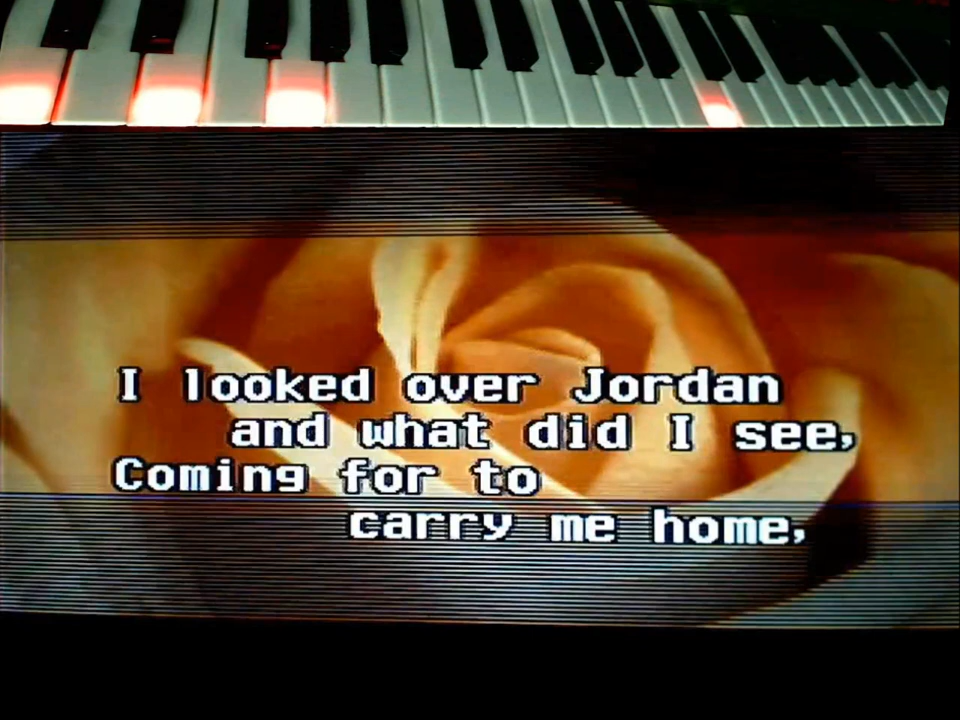 I looked over Jordan
and what did I see,
Coming for to
carry me home,